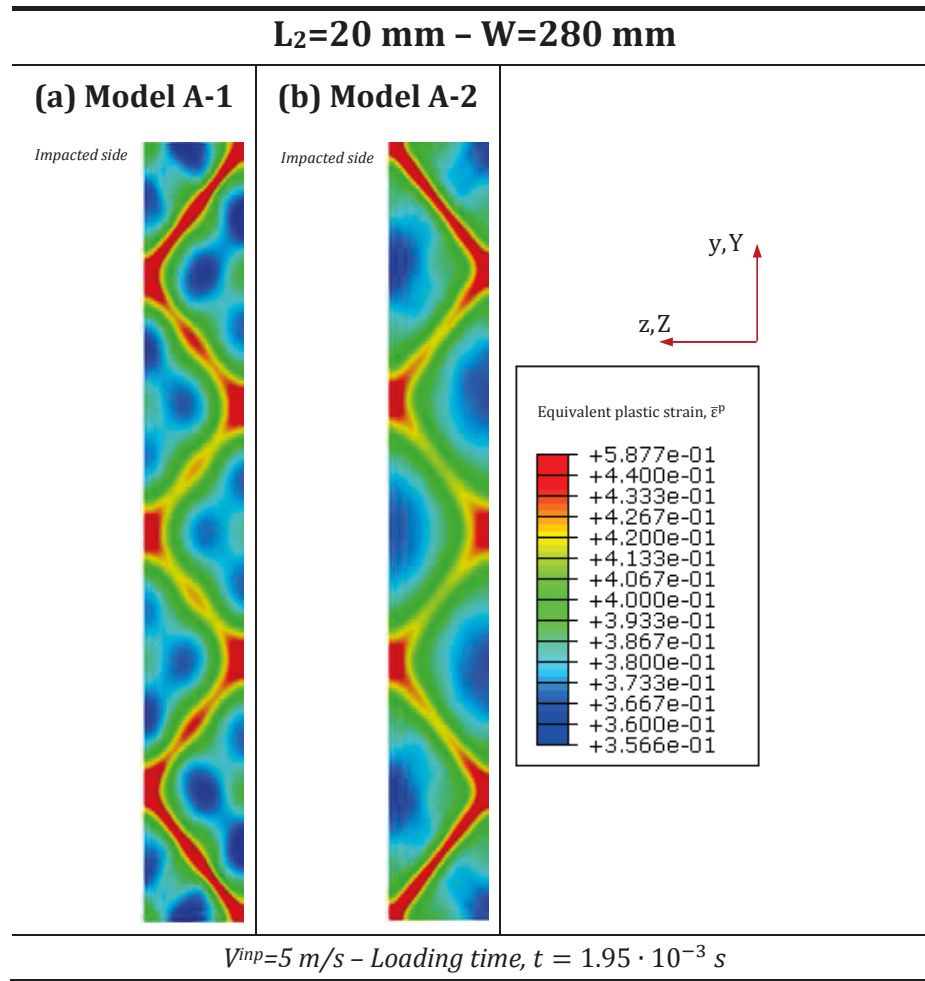 L₂=20 mm – W=280 mm
(a) Model A-1
(b) Model A-2
Impacted side
Impacted side
y,Y
z,Z
Equivalent plastic strain, ε̄ᵖ
+5.877e-01
+4.400e-01
+4.333e-01
+4.267e-01
+4.200e-01
+4.133e-01
+4.067e-01
+4.000e-01
+3.933e-01
+3.867e-01
+3.800e-01
+3.733e-01
+3.667e-01
+3.600e-01
+3.566e-01
Vⁱⁿᵖ=5 m/s – Loading time, t = 1.95 · 10⁻³ s